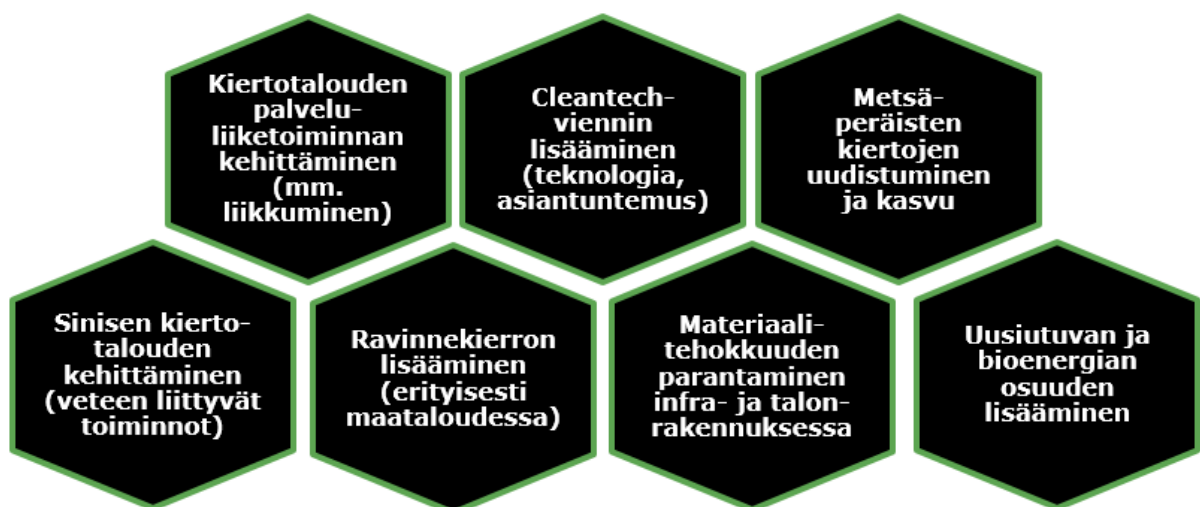 Kiertotalouden
palvelu-
liiketoiminnan
kehittäminen
(mm.
liikkuminen)
Cleantech-
viennin
lisääminen
(teknologia,
asiantuntemus)
Metsä-
peräisten
kiertojen
uudistuminen
ja kasvu
Sinisen kierto-
talouden
kehittäminen
(veteen liittyvät
toiminnot)
Ravinnekierron
lisääminen
(erityisesti
maataloudessa)
Materiaali-
tehokkuuden
parantaminen
infra- ja talon-
rakennuksessa
Uusiutuvan ja
bioenergian
osuuden
lisääminen